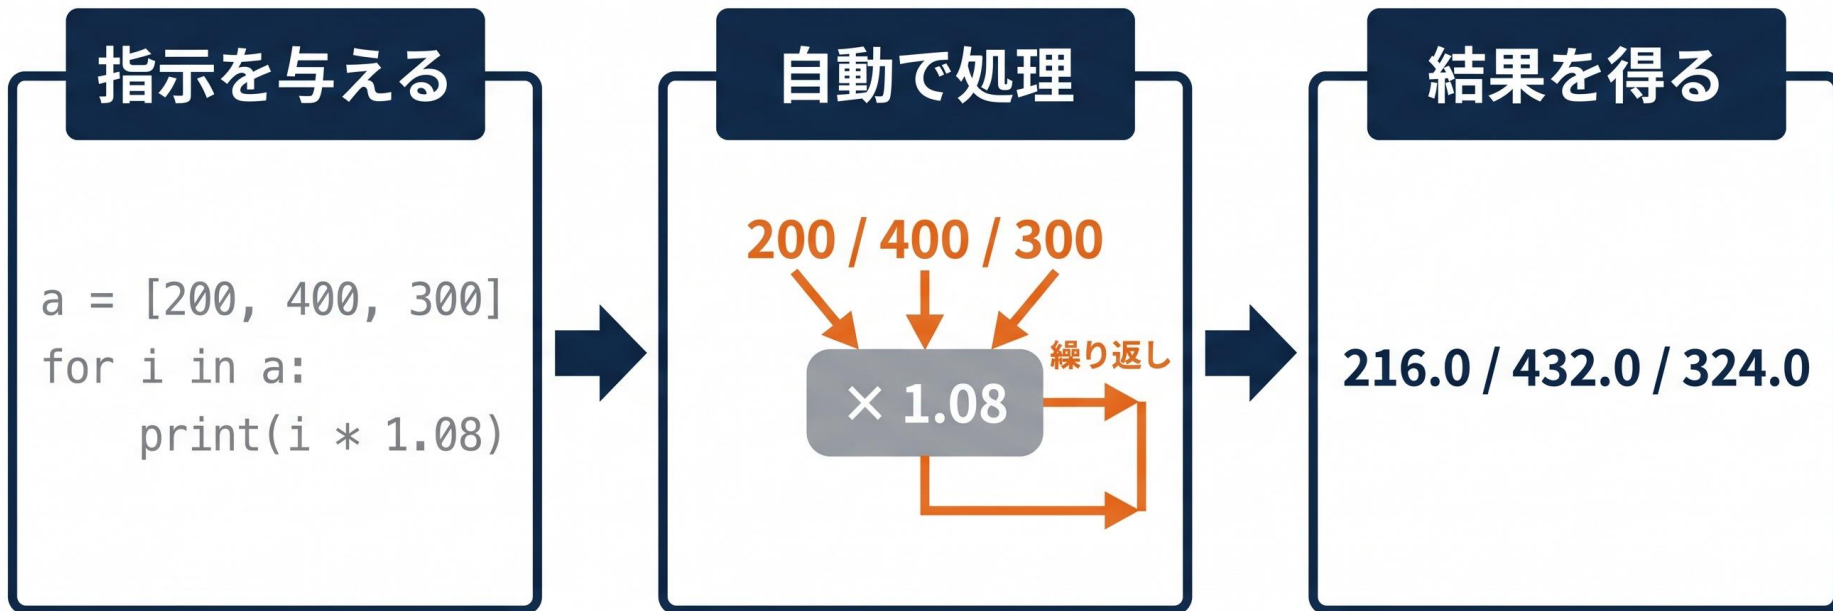 指示を与える
a = [200, 400, 300]
for i in a:
    print(i * 1.08)
自動で処理
200 / 400 / 300
繰り返し
× 1.08
結果を得る
216.0 / 432.0 / 324.0